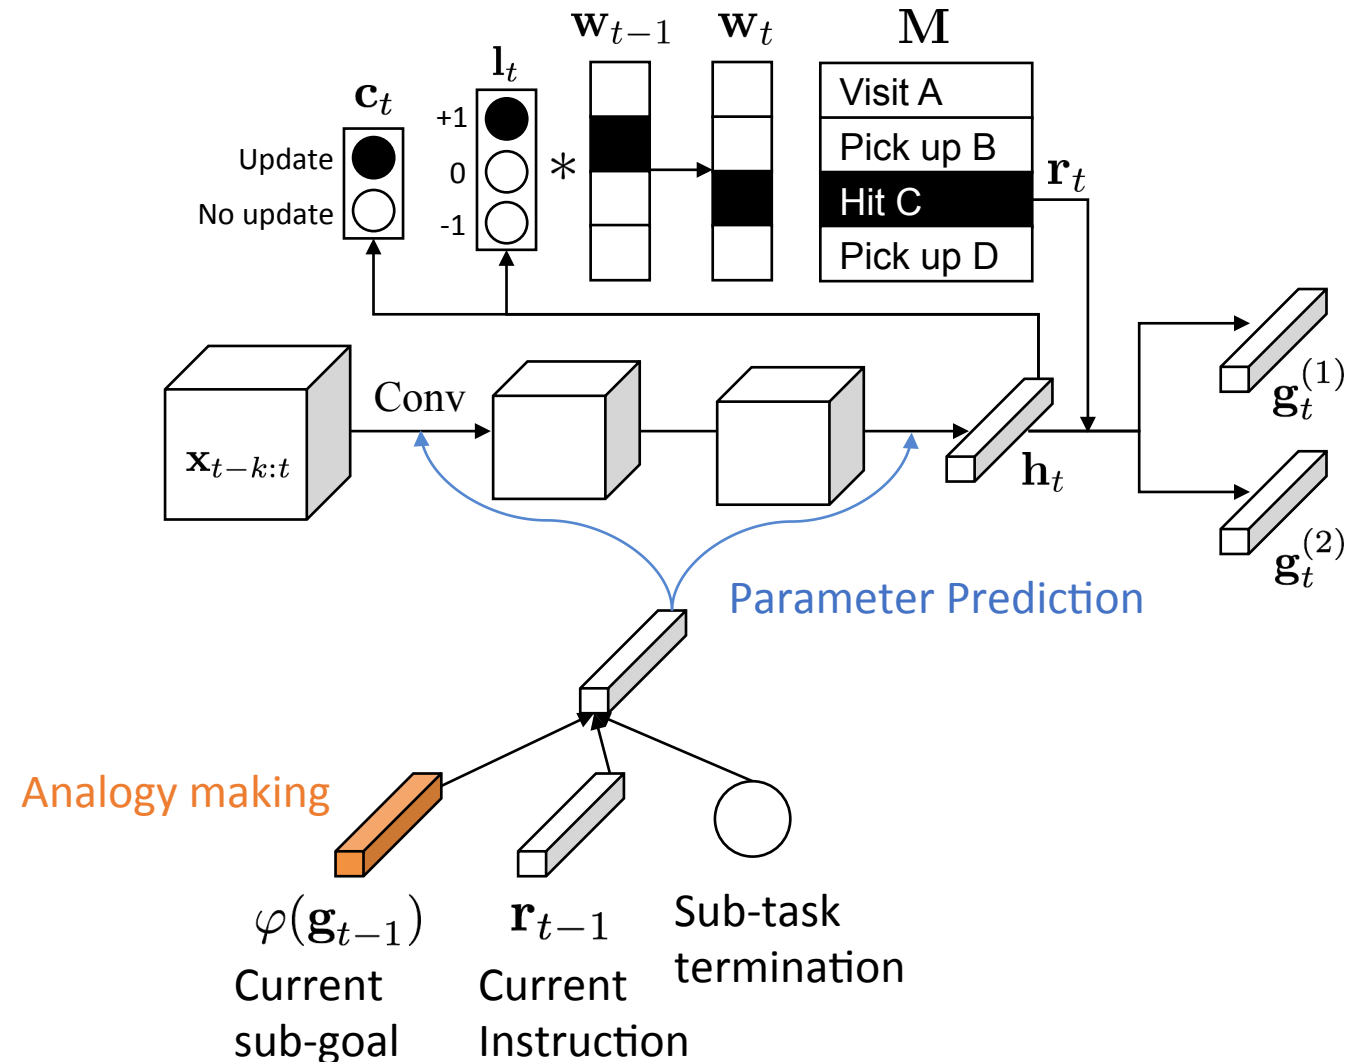 w_{t−1}
w_t
M
l_t
c_t
+1
0
-1
*
Update
No update
Visit A
Pick up B
Hit C
Pick up D
r_t
Conv
x_{t−k:t}
h_t
g_t^{(1)}
g_t^{(2)}
Parameter Prediction
Analogy making
φ(g_{t−1})
Current
sub-goal
r_{t−1}
Current
Instruction
Sub-task
termination